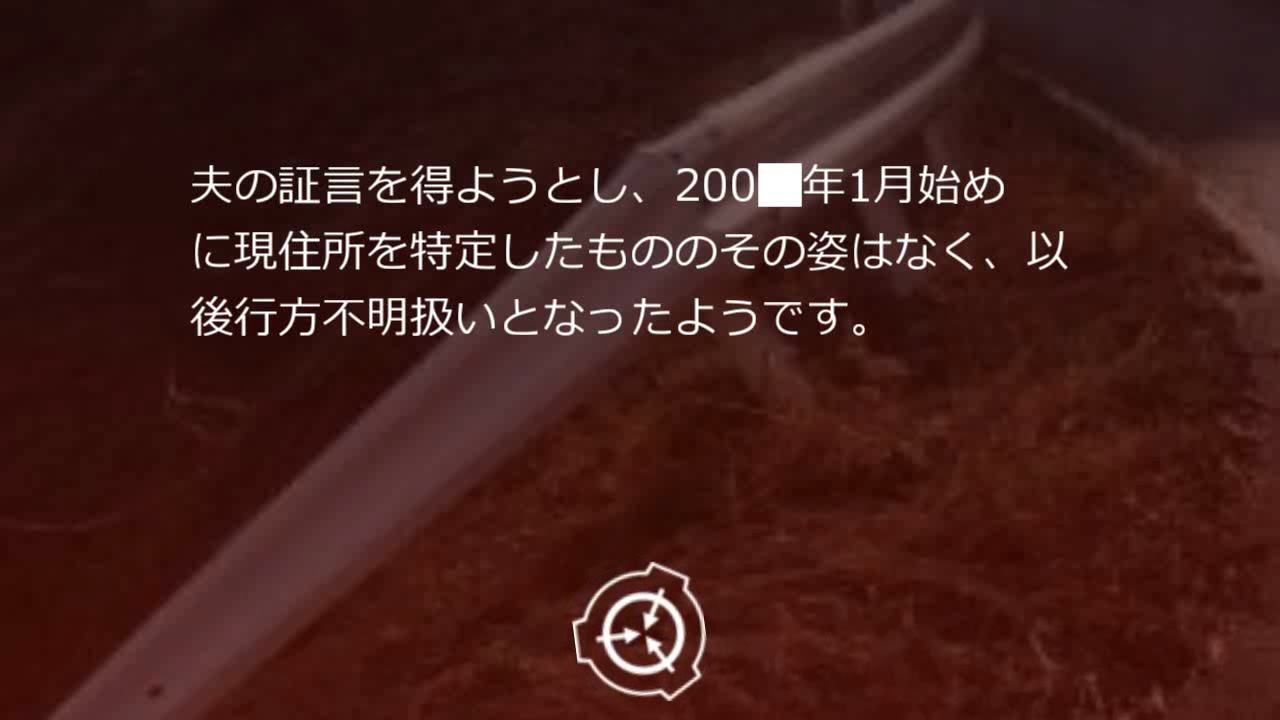 夫の証言を得ようとし、200█年1月始め
に現住所を特定したもののその姿はなく、以
後行方不明扱いとなったようです。